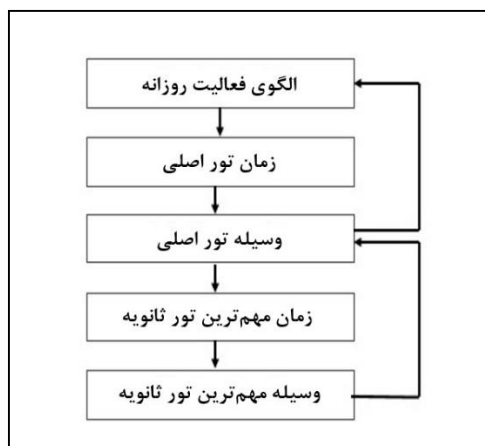 الگوی فعالیت روزانه
زمان تور اصلی
وسیله تور اصلی
زمان مهم‌ترین تور ثانویه
وسیله مهم‌ترین تور ثانویه